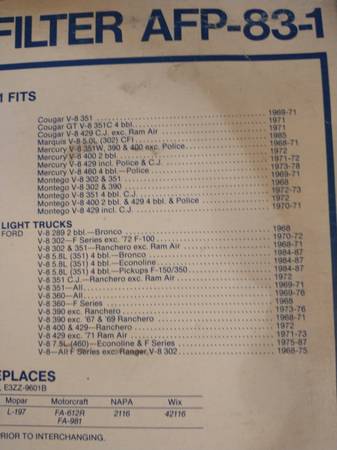 FILTER AFP-83-1
FITS
Cougar V-8 351 1969-71
Cougar GT V-8 351C 4 bbl. 1971
Cougar V-8 429 C.J. exc. Ram Air 1971
Marquis V-8 5.0L (302) CFI 1985
Mercury V-8 351W, 390 & 400 exc. Police 1968-71
Mercury V-8 400 2 bbl. 1972
Mercury V-8 429 incl. Police & C.J. 1971-72
Mercury V-8 460 4 bbl.—Police 1973-78
Montego V-8 302 & 351 1969-71
Montego V-8 302 & 390 1968
Montego V-8 351 4 bbl. C.J. 1972-73
Montego V-8 400 2 bbl. & 429 4 bbl. & Police 1972
Montego V-8 429 incl. C.J. 1970-71
LIGHT TRUCKS
FORD V-8 289 2 bbl.—Bronco 1968
V-8 302—F Series exc. '72 F-100 1970-72
V-8 302 & 351—Ranchero exc. Ram Air 1968-71
V-8 5.8L (351) 4 bbl.—Bronco 1984-87
V-8 5.8L (351) 4 bbl.—Econoline 1984-87
V-8 5.8L (351) 4 bbl.—Pickups F-150/350 1984-87
V-8 351 C.J.—Ranchero exc. Ram Air 1972
V-8 351—All 1969-71
V-8 360—All 1969-76
V-8 360—F Series 1968
V-8 390 exc. Ranchero 1973-76
V-8 390 exc. '67 & '69 Ranchero 1968-71
V-8 400 & 429—Ranchero 1972
V-8 429 exc. '71 Ram Air 1971-73
V-8 7.5L (460)—Econoline & F Series 1975-87
V-8—All F Series exc. Ranger, V-8 302 1968-75
EPLACES
E3ZZ-9601B
Mopar Motorcraft NAPA Wix
L-197 FA-612R 2116 42116
FA-981
PRIOR TO INTERCHANGING.